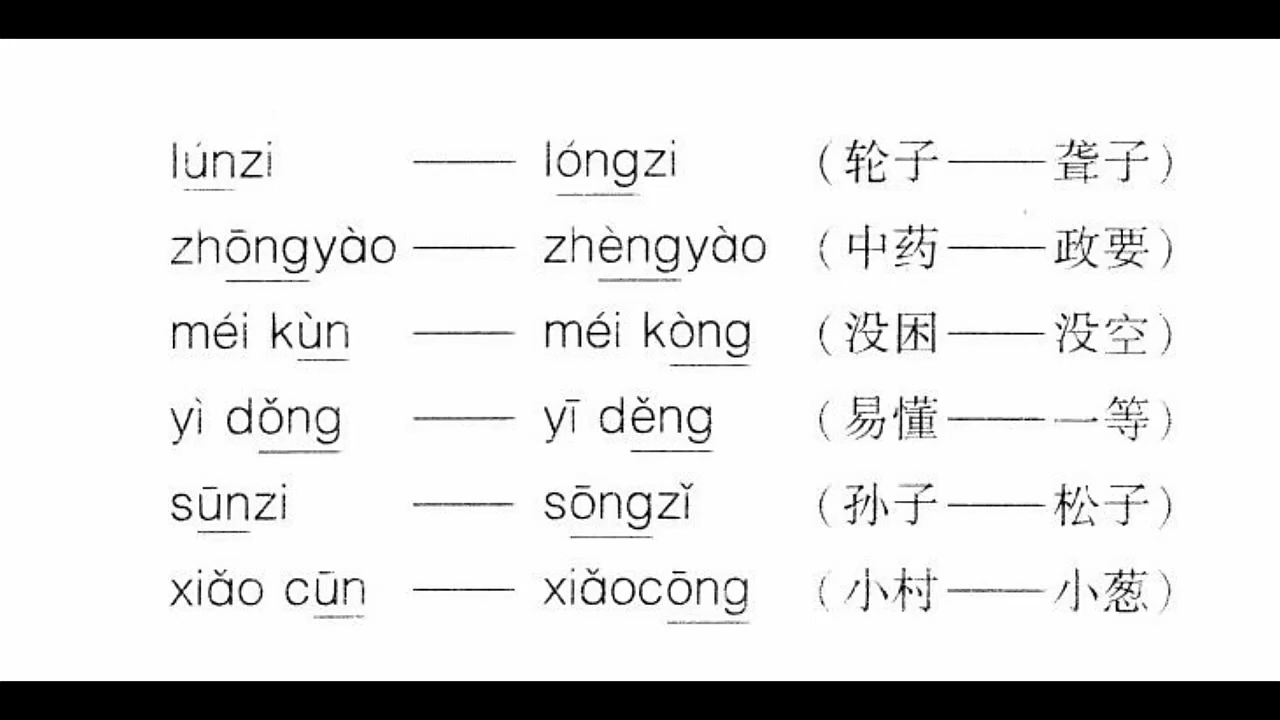 lúnzi —— lóngzi (轮子——聋子)
zhōngyào —— zhèngyào (中药——政要)
méi kùn —— méi kòng (没困——没空)
yì dǒng —— yī děng (易懂——一等)
sūnzi —— sōngzǐ (孙子——松子)
xiǎo cūn —— xiǎocōng (小村——小葱)